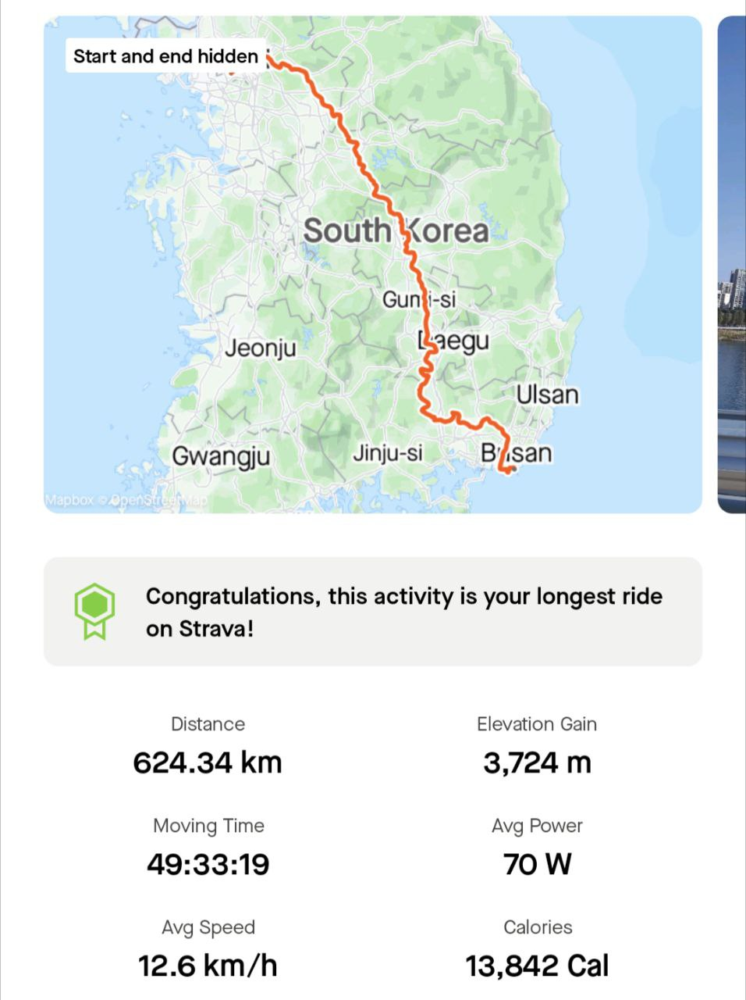 Start and end hidden
South Korea
Gumi-si
Daegu
Jeonju
Ulsan
Gwangju
Jinju-si
Busan
Mapbox © OpenStreetMap
Congratulations, this activity is your longest ride
on Strava!
Distance
Elevation Gain
624.34 km
3,724 m
Moving Time
Avg Power
49:33:19
70 W
Avg Speed
Calories
12.6 km/h
13,842 Cal